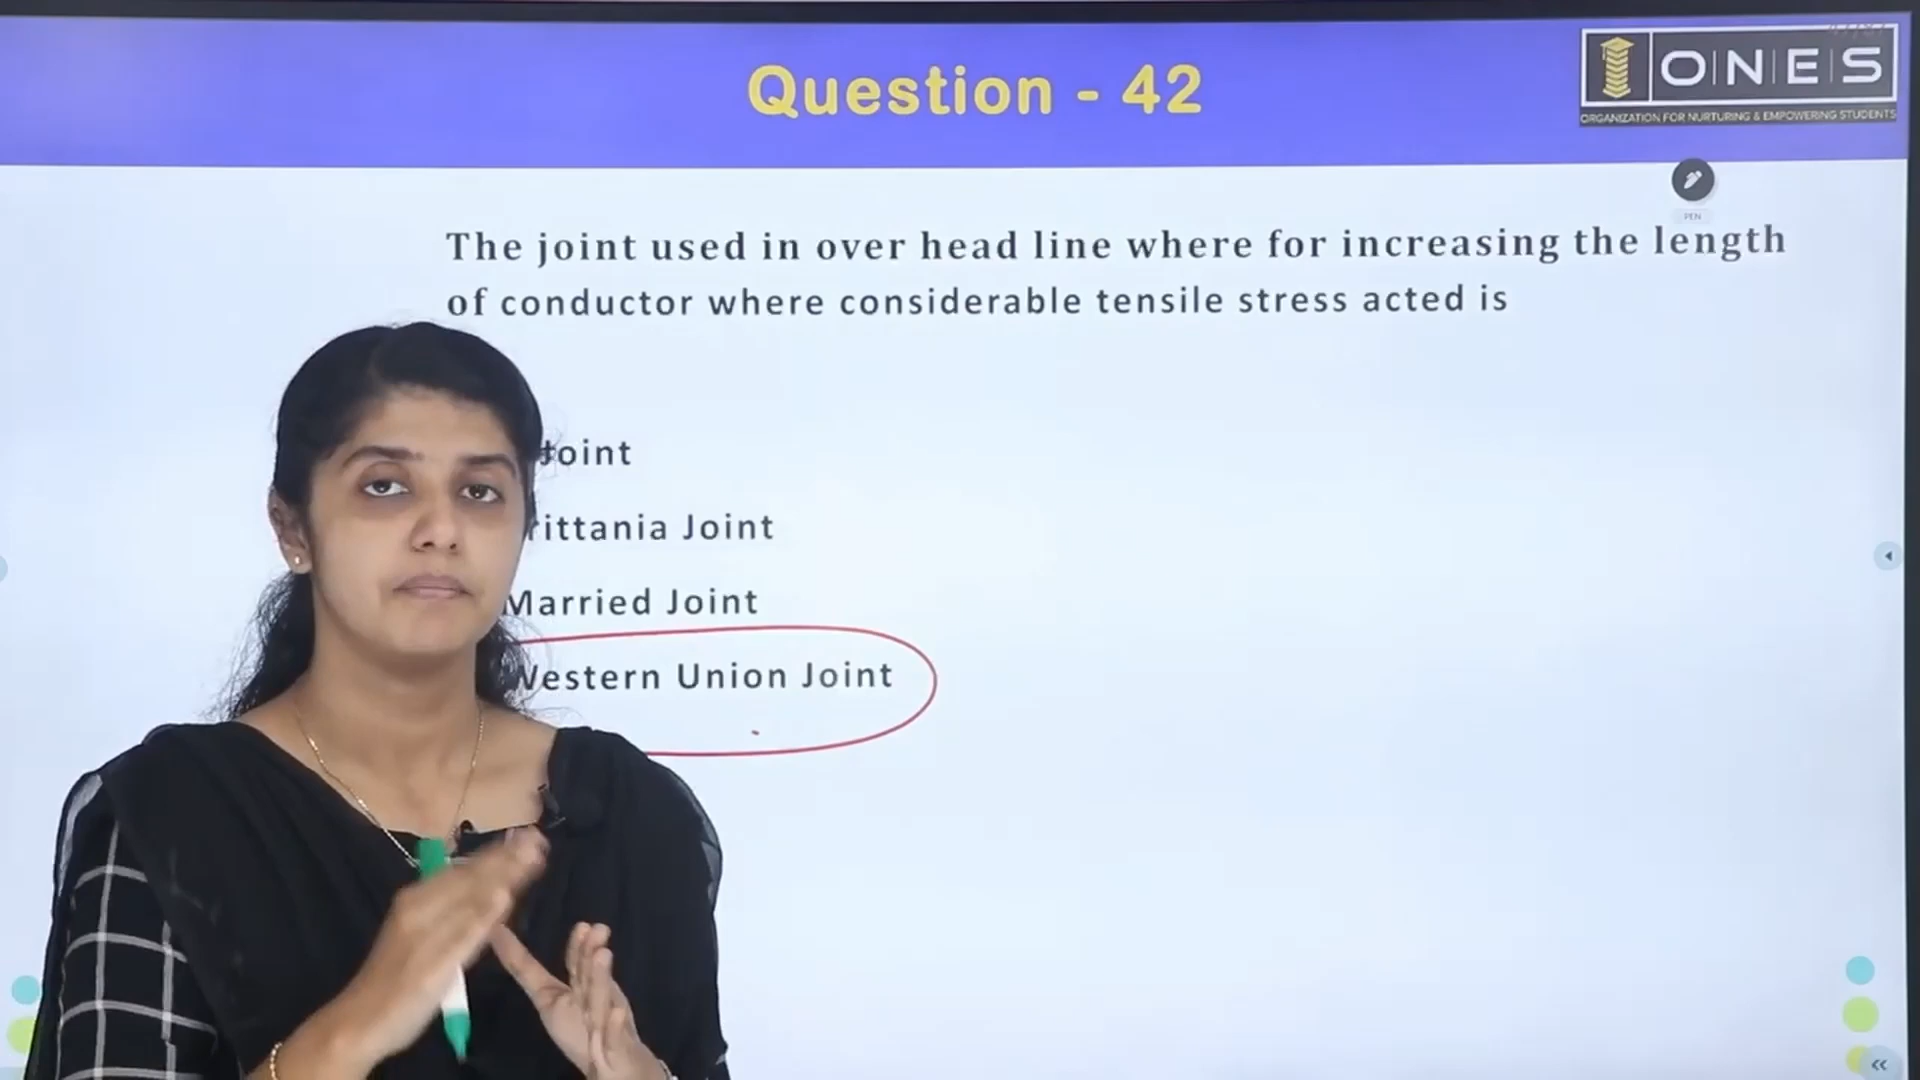 Question - 42
ONES
ORGANIZATION FOR NURTURING & EMPOWERING STUDENTS
PEN
The joint used in over head line where for increasing the length
of conductor where considerable tensile stress acted is
Joint
rittania Joint
Married Joint
Western Union Joint